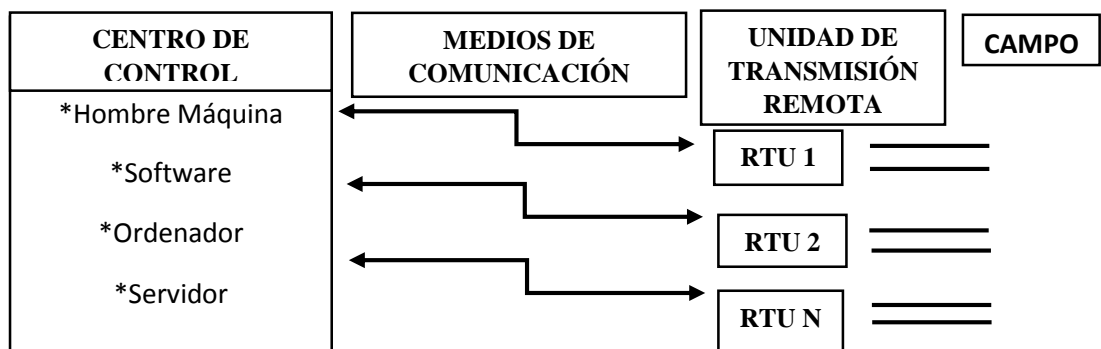 CENTRO DE
CONTROL
*Hombre Máquina
*Software
*Ordenador
*Servidor
MEDIOS DE
COMUNICACIÓN
UNIDAD DE
TRANSMISIÓN
REMOTA
RTU 1
RTU 2
RTU N
CAMPO